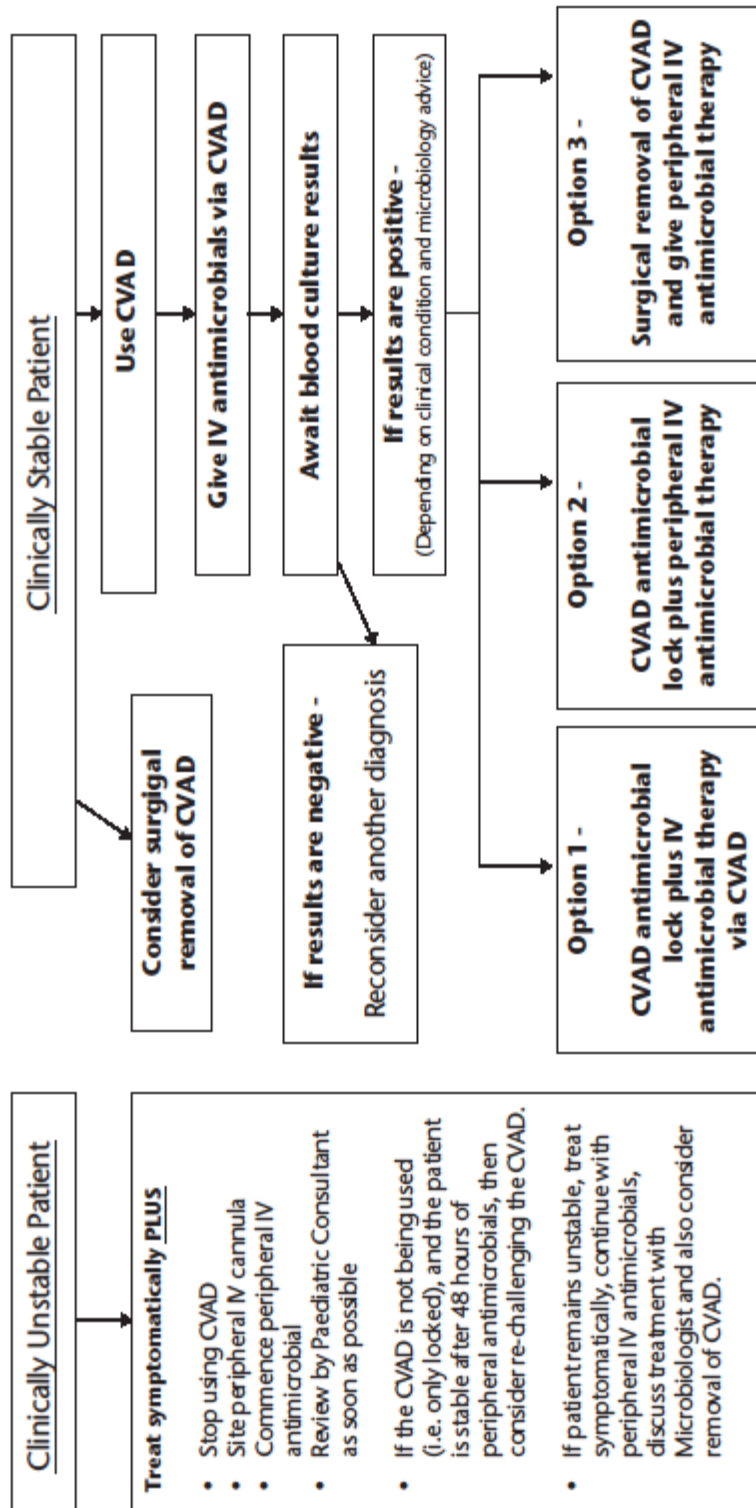 Clinically Unstable Patient
Treat symptomatically PLUS
• Stop using CVAD
• Site peripheral IV cannula
• Commence peripheral IV
antimicrobial
• Review by Paediatric Consultant
as soon as possible
• If the CVAD is not being used
(i.e. only locked), and the patient
is stable after 48 hours of
peripheral antimicrobials, then
consider re-challenging the CVAD.
• If patient remains unstable, treat
symptomatically, continue with
peripheral IV antimicrobials,
discuss treatment with
Microbiologist and also consider
removal of CVAD.
Clinically Stable Patient
Consider surgigal
removal of CVAD
Use CVAD
Give IV antimicrobials via CVAD
Await blood culture results
If results are negative -
Reconsider another diagnosis
If results are positive -
(Depending on clinical condition and microbiology advice)
Option 1 -
CVAD antimicrobial
lock plus IV
antimicrobial therapy
via CVAD
Option 2 -
CVAD antimicrobial
lock plus peripheral IV
antimicrobial therapy
Option 3 -
Surgical removal of CVAD
and give peripheral IV
antimicrobial therapy